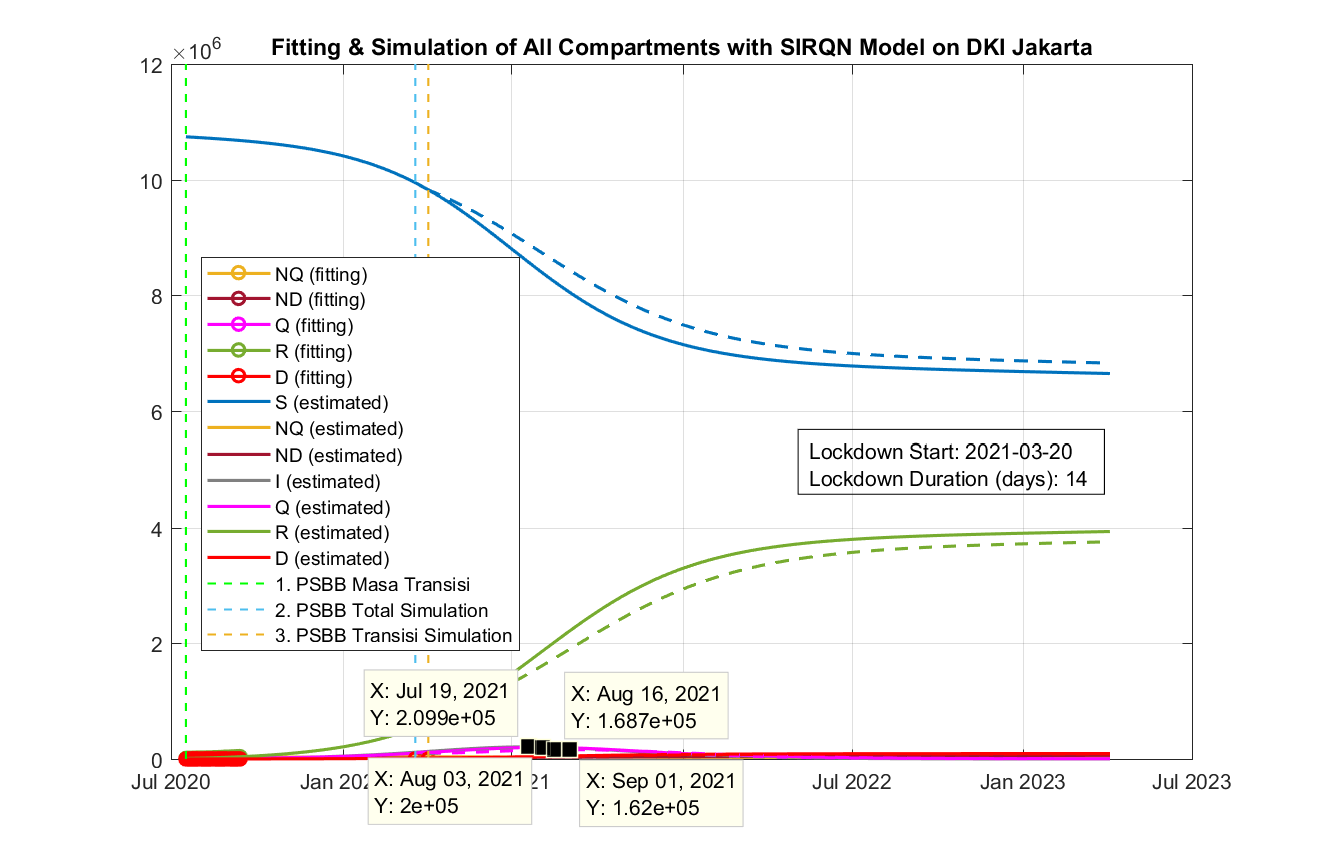 Fitting & Simulation of All Compartments with SIRQN Model on DKI Jakarta
×10⁶
12
10
8
6
4
2
0
NQ (fitting)
ND (fitting)
Q (fitting)
R (fitting)
D (fitting)
S (estimated)
NQ (estimated)
ND (estimated)
I (estimated)
Q (estimated)
R (estimated)
D (estimated)
1. PSBB Masa Transisi
2. PSBB Total Simulation
3. PSBB Transisi Simulation
Lockdown Start: 2021-03-20
Lockdown Duration (days): 14
X: Jul 19, 2021
Y: 2.099e+05
X: Aug 16, 2021
Y: 1.687e+05
X: Aug 03, 2021
Y: 2e+05
X: Sep 01, 2021
Y: 1.62e+05
Jul 2020
Jan 202
21
Jul 2022
Jan 2023
Jul 2023